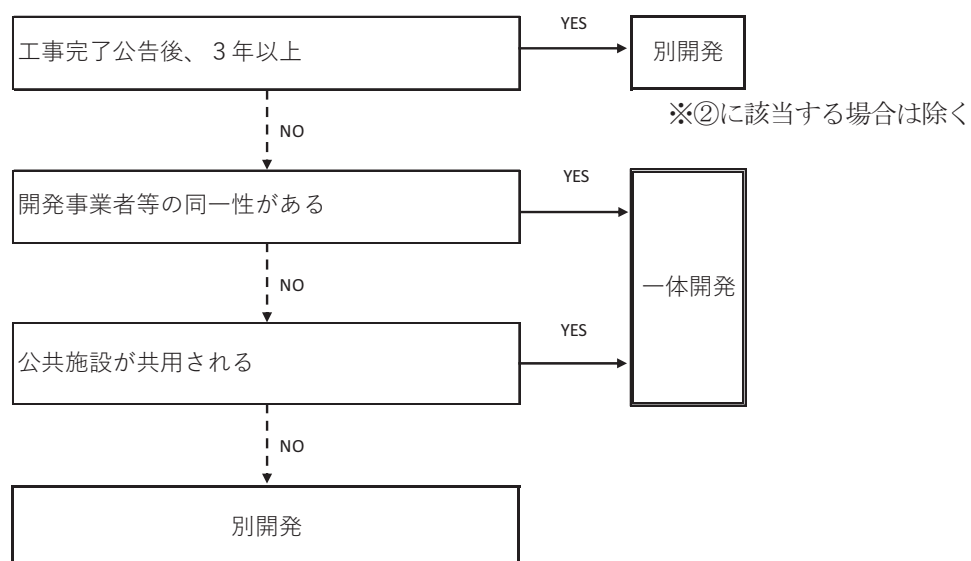 工事完了公告後、３年以上
YES
別開発
※②に該当する場合は除く
NO
開発事業者等の同一性がある
YES
一体開発
NO
公共施設が共用される
YES
NO
別開発